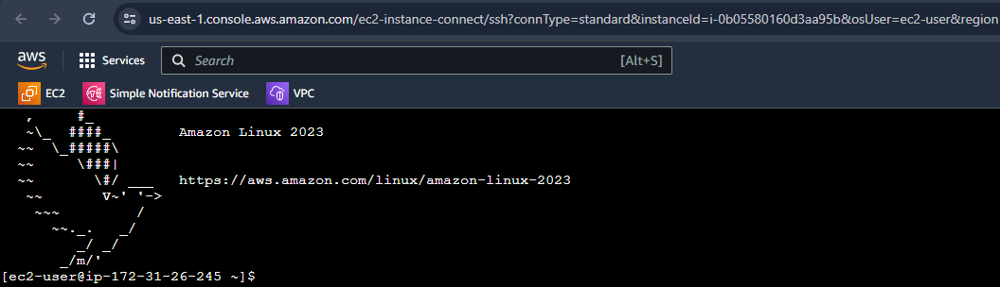 us-east-1.console.aws.amazon.com/ec2-instance-connect/ssh?connType=standard&instanceId=i-0b05580160d3aa95b&osUser=ec2-user&region
aws Services Search [Alt+S]
EC2 Simple Notification Service VPC
   ,     #_
   ~\_  ####_        Amazon Linux 2023
  ~~  \_#####\
  ~~     \###|
  ~~       \#/ ___   https://aws.amazon.com/linux/amazon-linux-2023
   ~~       V~' '->
    ~~~         /
      ~~._.   _/
         _/ _/
       _/m/'
[ec2-user@ip-172-31-26-245 ~]$